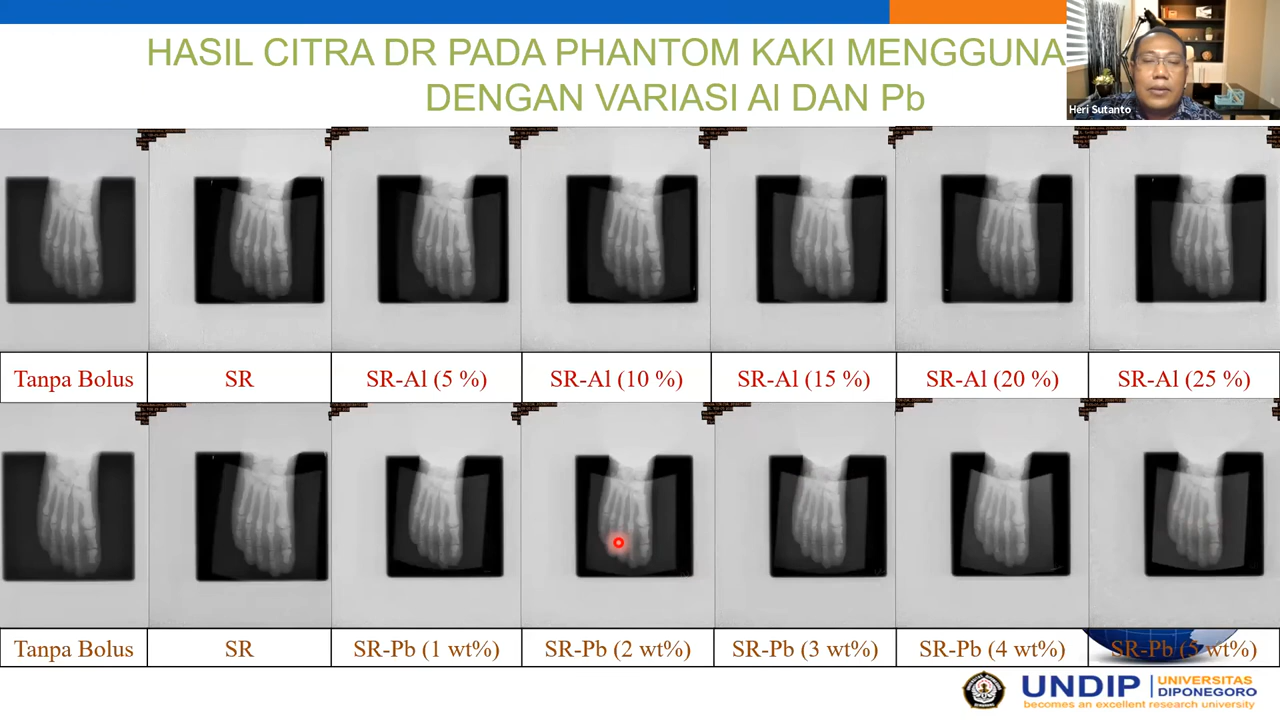 HASIL CITRA DR PADA PHANTOM KAKI MENGGUNA
DENGAN VARIASI Al DAN Pb
Heri Sutanto
Tanpa Bolus
SR
SR-Al (5 %)
SR-Al (10 %)
SR-Al (15 %)
SR-Al (20 %)
SR-Al (25 %)
Tanpa Bolus
SR
SR-Pb (1 wt%)
SR-Pb (2 wt%)
SR-Pb (3 wt%)
SR-Pb (4 wt%)
SR-Pb (5 wt%)
UNDIP
UNIVERSITAS
DIPONEGORO
becomes an excellent research university